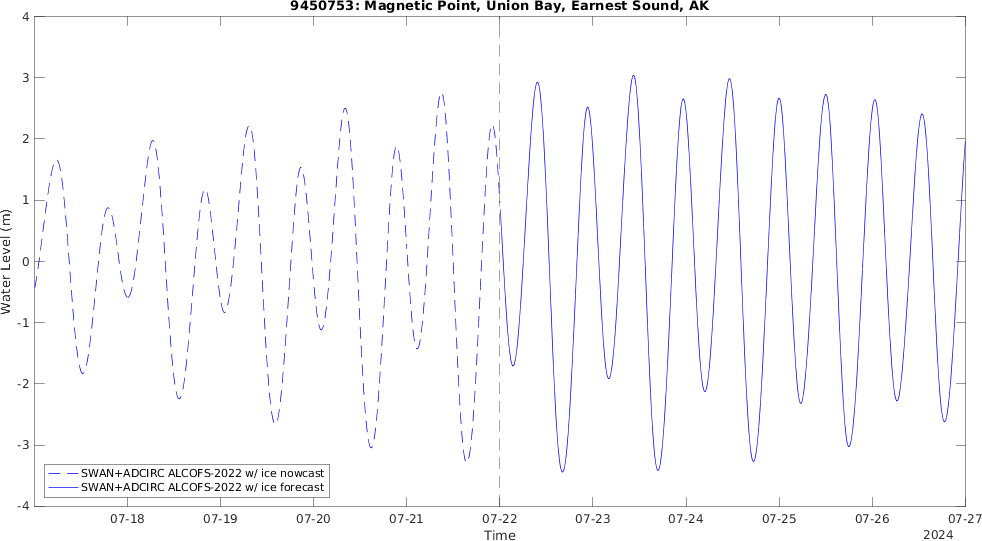 9450753: Magnetic Point, Union Bay, Earnest Sound, AK
4
3
2
1
0
-1
-2
-3
-4
Water Level (m)
SWAN+ADCIRC ALCOFS-2022 w/ ice nowcast
SWAN+ADCIRC ALCOFS-2022 w/ ice forecast
07-18 07-19 07-20 07-21 07-22 07-23 07-24 07-25 07-26 07-27
Time
2024